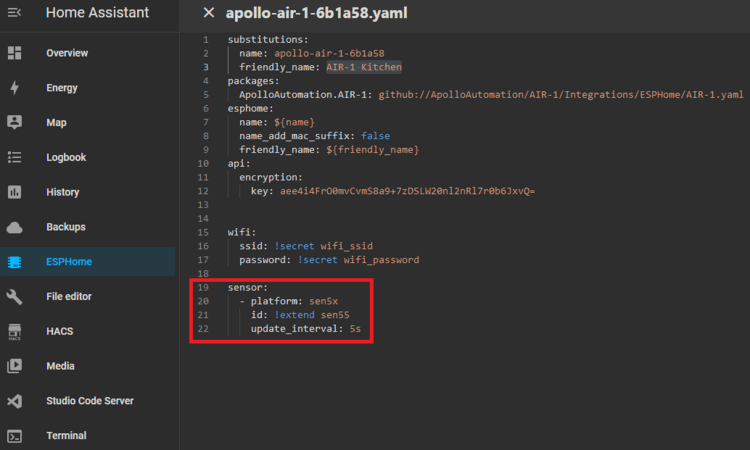 Home Assistant
Overview
Energy
Map
Logbook
History
Backups
ESPHome
File editor
HACS
HACS
Media
Studio Code Server
Terminal
apollo-air-1-6b1a58.yaml
1 substitutions:
2 name: apollo-air-1-6b1a58
3 friendly_name: AIR-1 Kitchen
4 packages:
5 ApolloAutomation.AIR-1: github://ApolloAutomation/AIR-1/Integrations/ESPHome/AIR-1.yaml
6 esphome:
7 name: ${name}
8 name_add_mac_suffix: false
9 friendly_name: ${friendly_name}
10 api:
11 encryption:
12 key: aee4i4FrO0mvCvmS8a9+7zDSLW20nl2nRl7r0b6JxvQ=
13
14
15 wifi:
16 ssid: !secret wifi_ssid
17 password: !secret wifi_password
18
19 sensor:
20 - platform: sen5x
21 id: !extend sen55
22 update_interval: 5s